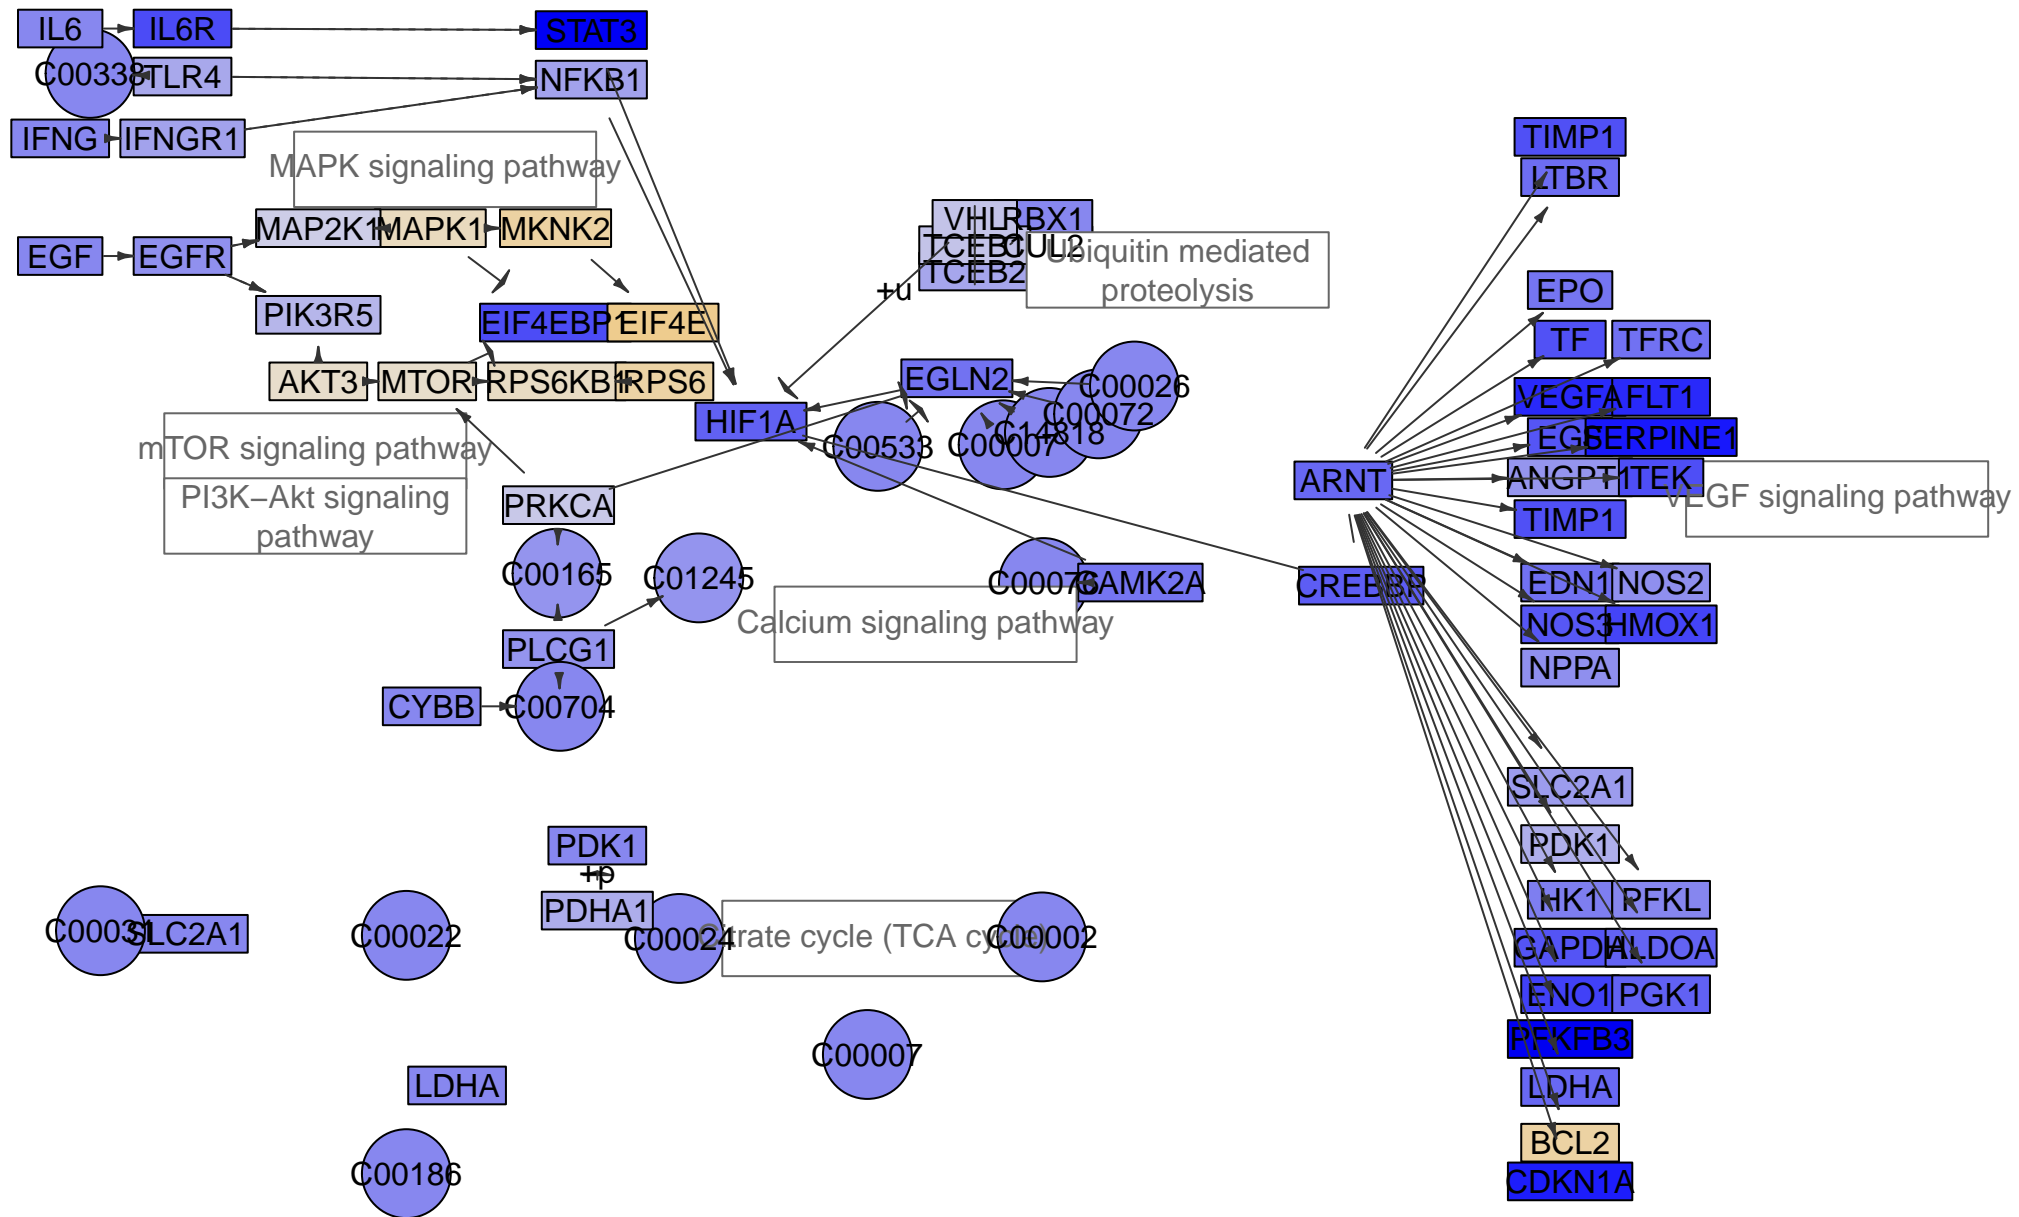 IL6
IL6R
STAT3
C00338
TLR4
NFKB1
IFNG
IFNGR1
MAPK signaling pathway
TIMP1
LTBR
MAP2K1
MAPK1
MKNK2
VHL
RBX1
TCEB1
CUL2
TCEB2
Ubiquitin mediated
proteolysis
+u
EGF
EGFR
PIK3R5
EIF4EBP1
EIF4E
EPO
TF
TFRC
AKT3
MTOR
RPS6KB1
RPS6
EGLN2
C00026
C00072
C14818
C00007
C00533
HIF1A
VEGFA
FLT1
EGF
SERPINE1
mTOR signaling pathway
PI3K−Akt signaling
pathway
ARNT
ANGPT1
TEK
VEGF signaling pathway
PRKCA
TIMP1
C00165
C01245
C00076
CAMK2A
CREBBP
EDN1
NOS2
Calcium signaling pathway
NOS3
HMOX1
PLCG1
NPPA
CYBB
C00704
SLC2A1
PDK1
+p
PDHA1
PDK1
HK1
PFKL
C00031
SLC2A1
C00022
C00024
Citrate cycle (TCA cycle)
C00002
GAPDH
ALDOA
ENO1
PGK1
C00007
PFKFB3
LDHA
LDHA
BCL2
C00186
CDKN1A